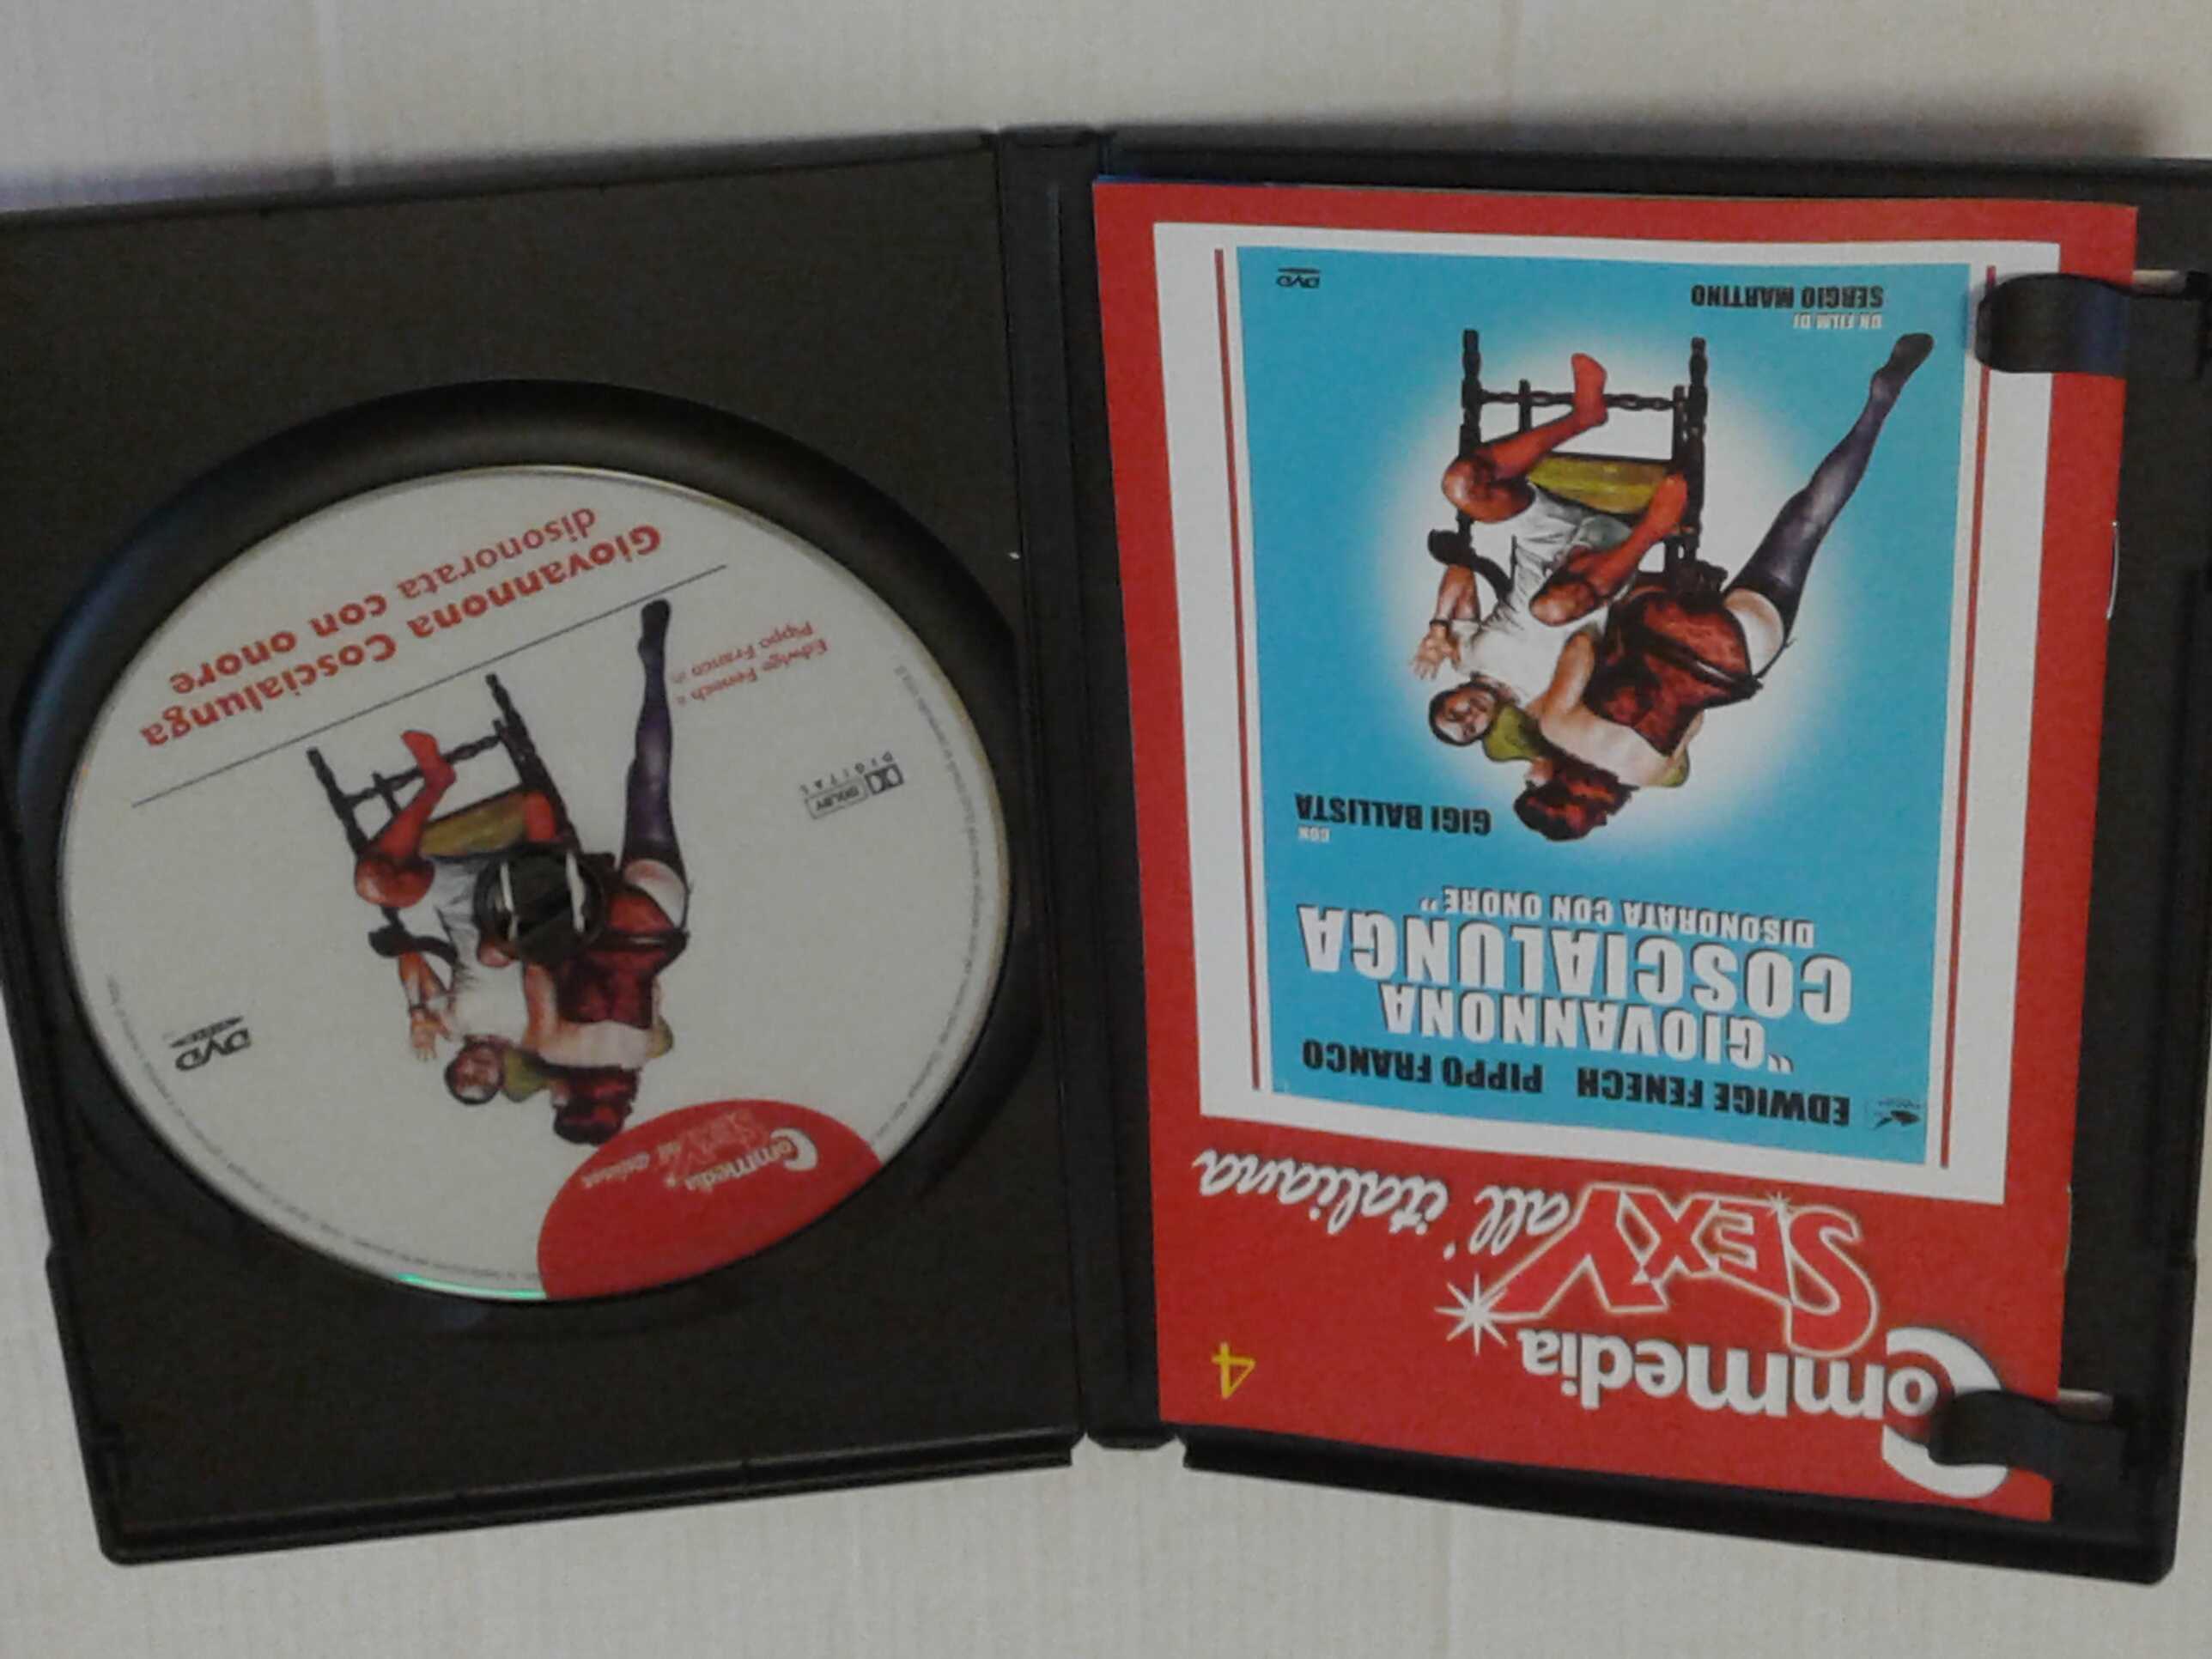 Commedia
SEXY all'italiana
4
EDWIGE FENECH PIPPO FRANCO
"GIOVANNONA
COSCIALUNGA
DISONORATA CON ONORE"
CON
GIGI BALLISTA
UN FILM DI
SERGIO MARTINO
DVD
Commedia
SEXY all'italiana
DVD
DOLBY
DIGITAL
Edwige Fenech e
Pippo Franco in
Giovannona Coscialunga
disonorata con onore